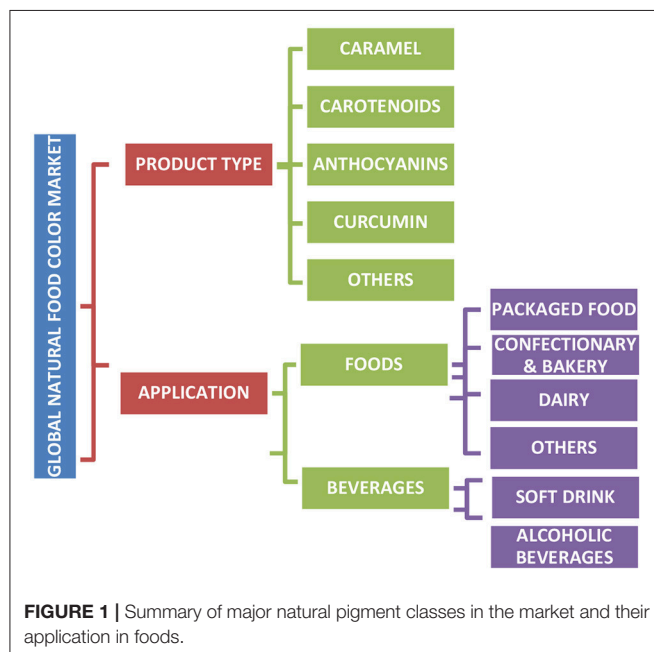 GLOBAL NATURAL FOOD COLOR MARKET
PRODUCT TYPE
CARAMEL
CAROTENOIDS
ANTHOCYANINS
CURCUMIN
OTHERS
APPLICATION
FOODS
PACKAGED FOOD
CONFECTIONARY
& BAKERY
DAIRY
OTHERS
BEVERAGES
SOFT DRINK
ALCOHOLIC
BEVERAGES
FIGURE 1 | Summary of major natural pigment classes in the market and their
application in foods.